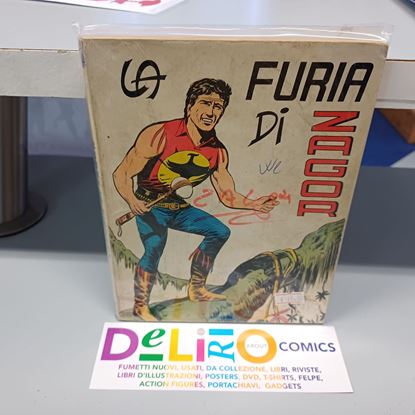 LA FURIA
Di
ZAGOR
DeLiRiO ABOUT COMICS
FUMETTI NUOVI, USATI, DA COLLEZIONE, LIBRI, RIVISTE,
LIBRI D'ILLUSTRAZIONI, POSTERS, DVD, T-SHIRTS, FELPE,
ACTION FIGURES, PORTACHIAVI, GADGETS